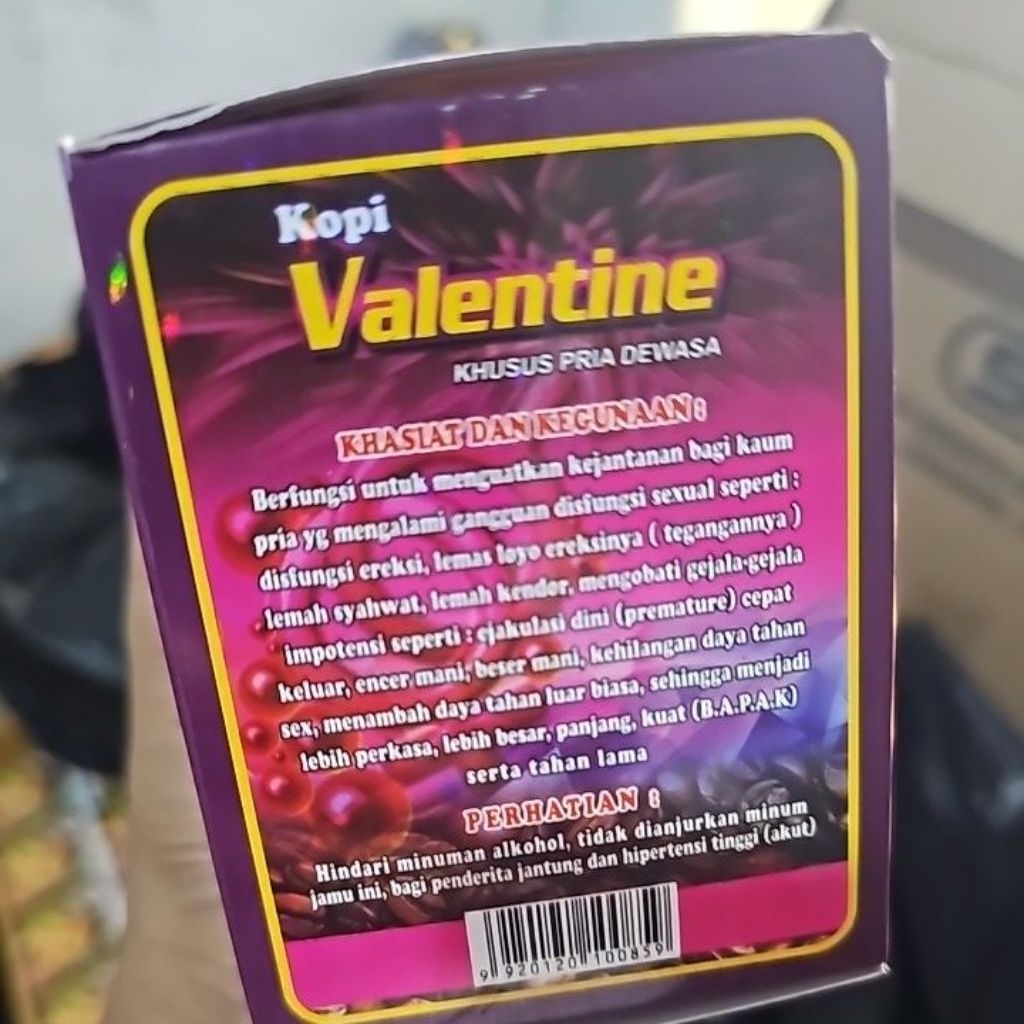 Kopi
Valentine
KHUSUS PRIA DEWASA
KHASIAT DAN KEGUNAAN :
Berfungsi untuk menguatkan kejantanan bagi kaum
pria yg mengalami gangguan disfungsi sexual seperti :
disfungsi ereksi, lemas loyo ereksinya ( tegangannya )
lemah syahwat, lemah kendor, mengobati gejala-gejala
impotensi seperti : ejakulasi dini (premature) cepat
keluar, encer mani, beser mani, kehilangan daya tahan
sex, menambah daya tahan luar biasa, sehingga menjadi
lebih perkasa, lebih besar, panjang, kuat (B.A.P.A.K)
serta tahan lama
PERHATIAN :
Hindari minuman alkohol, tidak dianjurkan minum
jamu ini, bagi penderita jantung dan hipertensi tinggi (akut)
9 920120 100859